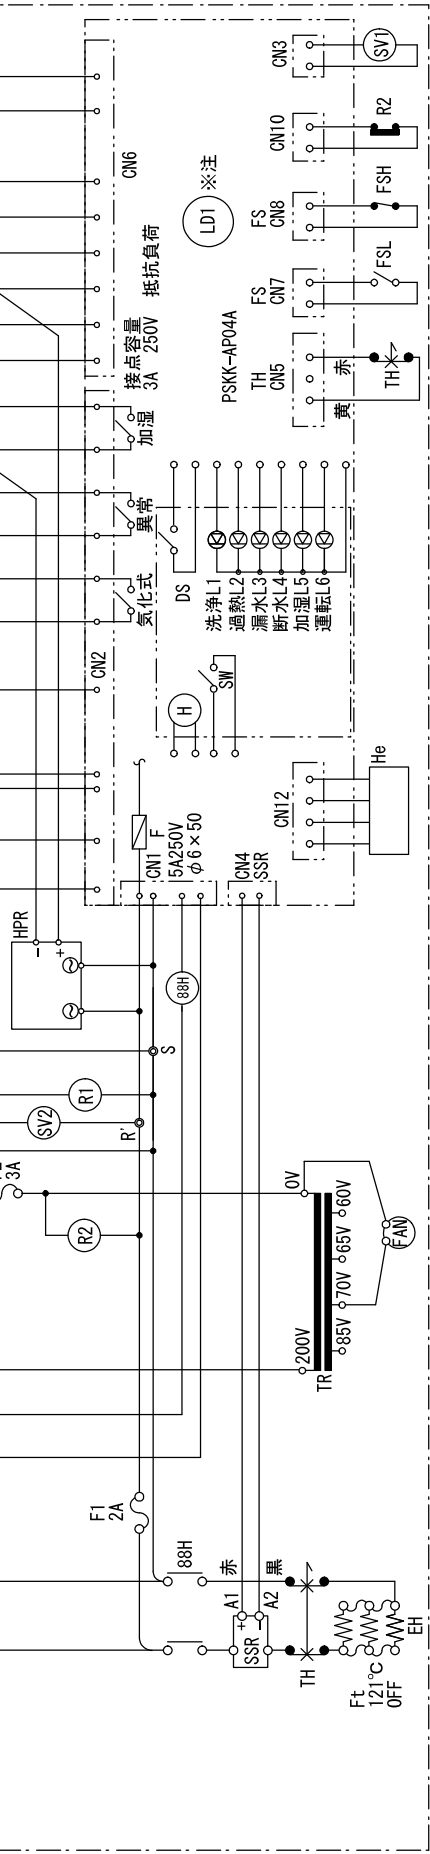 CN3
SV1
CN10
R2
CN6
※注
LD1
FS
CN8
FSH
抵抗負荷
FS
CN7
FSL
接点容量
3A 250V
PSKK-AP04A
TH
CN5
赤
黄
TH
加湿
異常
気化式
DS
洗浄L1
過熱L2
漏水L3
断水L4
加湿L5
運転L6
CN2
H
SW
CN12
He
F
CN1
5A250V
φ6×50
CN4
SSR
HPR
-
+
88H
S
R1
SV2
R'
3A
R2
0V
60V
65V
70V
85V
200V
TR
FAN
F1
2A
88H
赤
黒
A1
A2
+
-
SSR
TH
Ft
121℃
OFF
EH